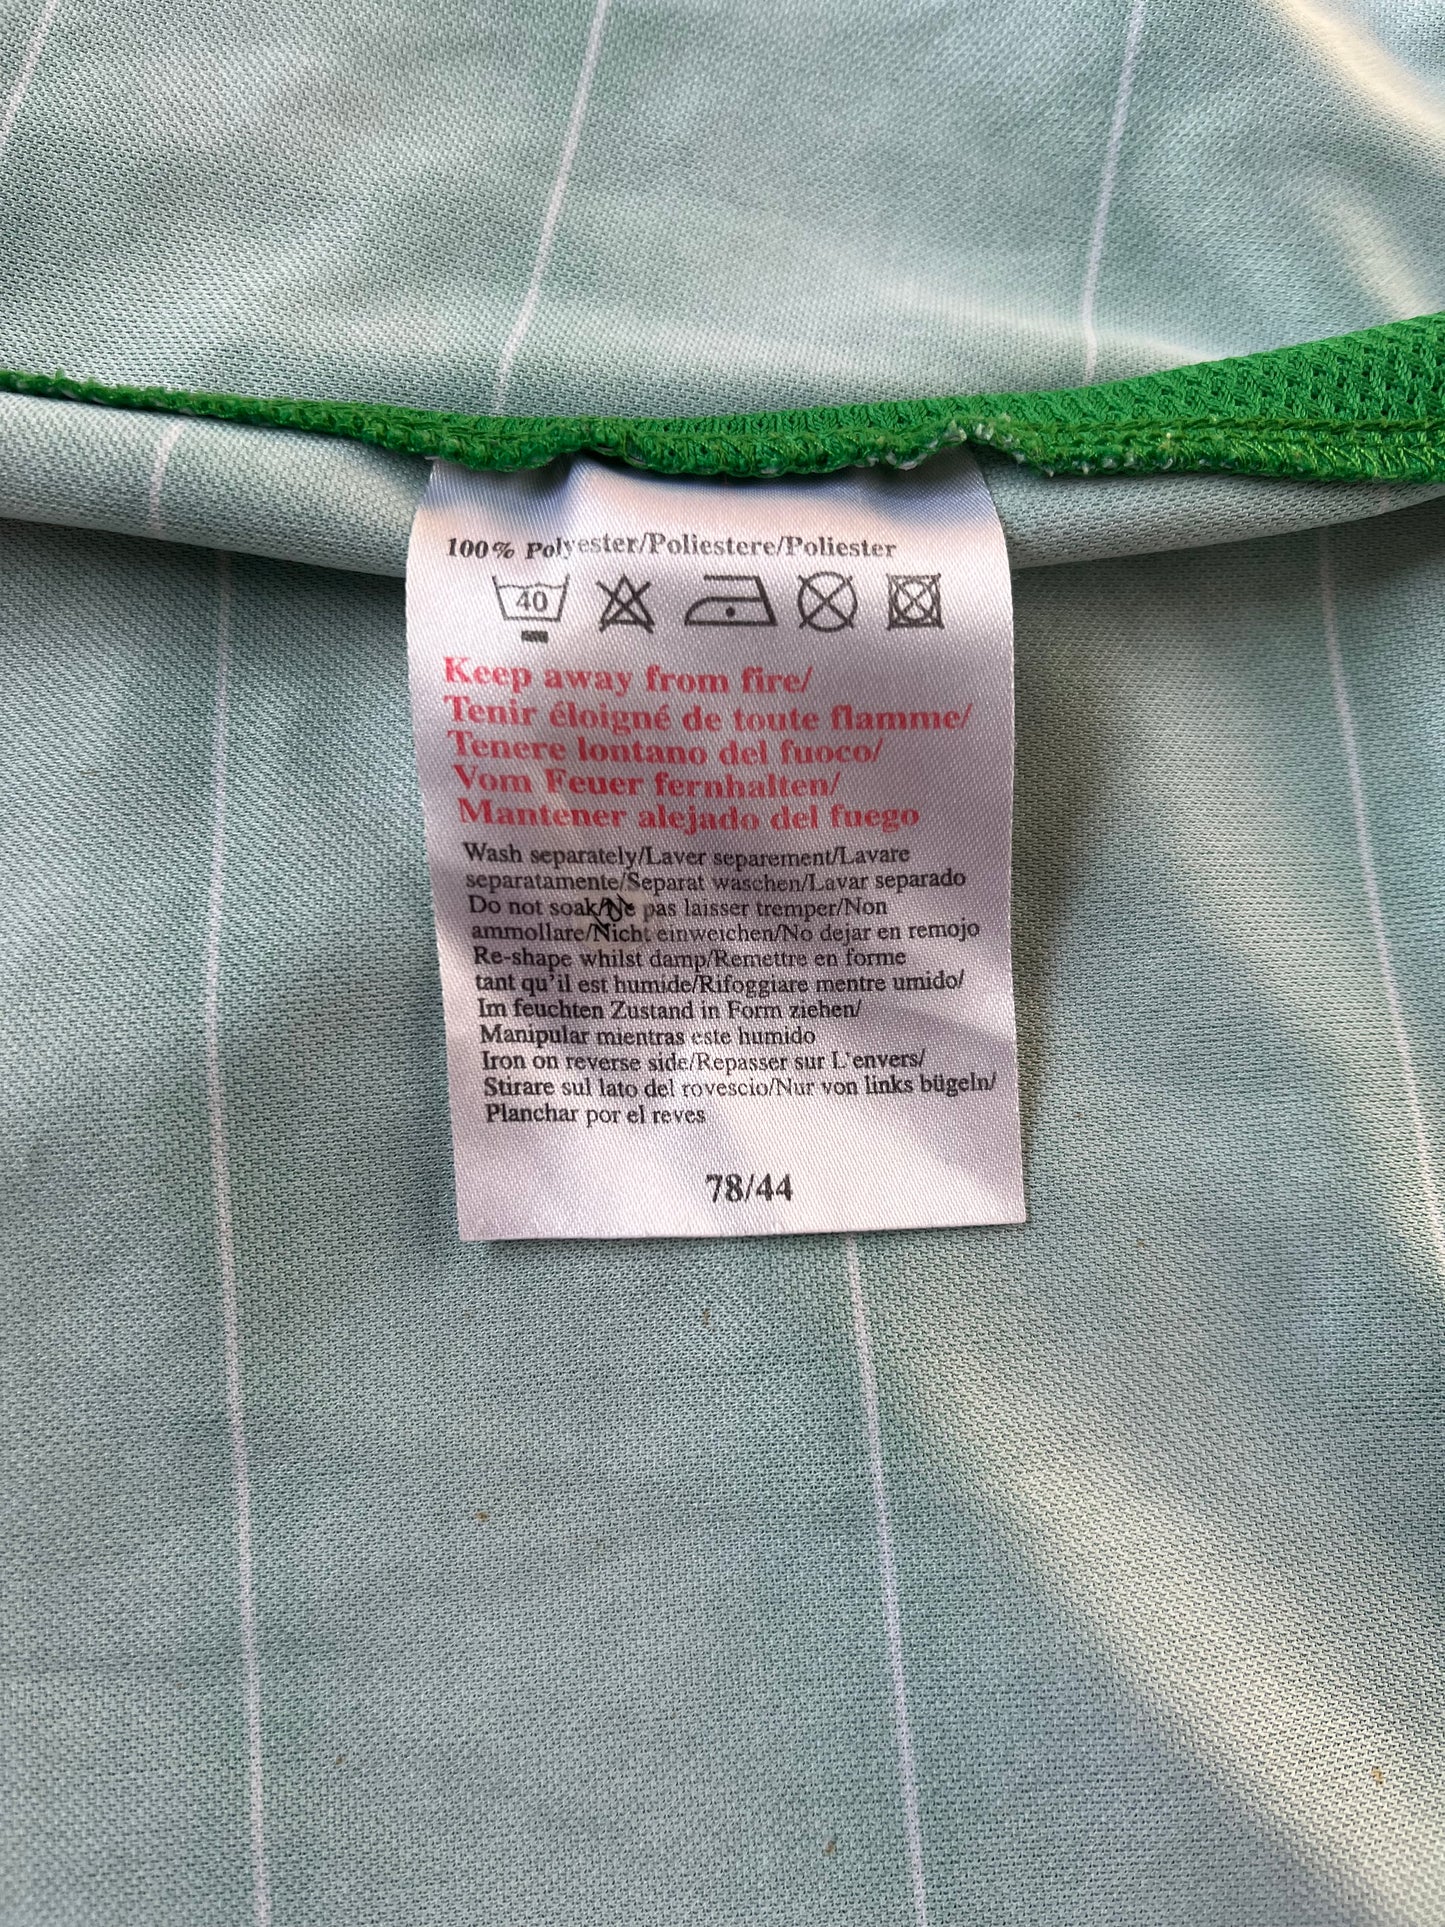 100% Polyester/Poliestere/Poliester
40
Keep away from fire/
Tenir éloigné de toute flamme/
Tenere lontano del fuoco/
Vom Feuer fernhalten/
Mantener alejado del fuego
Wash separately/Laver separement/Lavare
separatamente/Separat waschen/Lavar separado
Do not soak/Ne pas laisser tremper/Non
ammollare/Nicht einweichen/No dejar en remojo
Re-shape whilst damp/Remettre en forme
tant qu'il est humide/Rifoggiare mentre umido/
Im feuchten Zustand in Form ziehen/
Manipular mientras este humido
Iron on reverse side/Repasser sur L'envers/
Stirare sul lato del rovescio/Nur von links bügeln/
Planchar por el reves
78/44